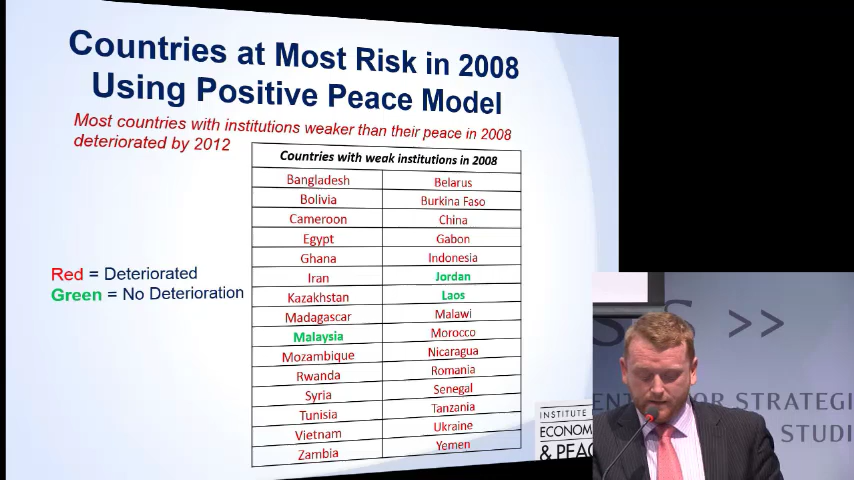 Countries at Most Risk in 2008
Using Positive Peace Model
Most countries with institutions weaker than their peace in 2008
deteriorated by 2012
Countries with weak institutions in 2008
Bangladesh Belarus
Bolivia Burkina Faso
Cameroon China
Egypt Gabon
Ghana Indonesia
Iran Jordan
Kazakhstan Laos
Madagascar Malawi
Malaysia Morocco
Mozambique Nicaragua
Rwanda Romania
Syria Senegal
Tunisia Tanzania
Vietnam Ukraine
Zambia Yemen
Red = Deteriorated
Green = No Deterioration
INSTITUTE
ECONOM
& PEAC
S >>
ENTE OR STRATEGI
STUDI